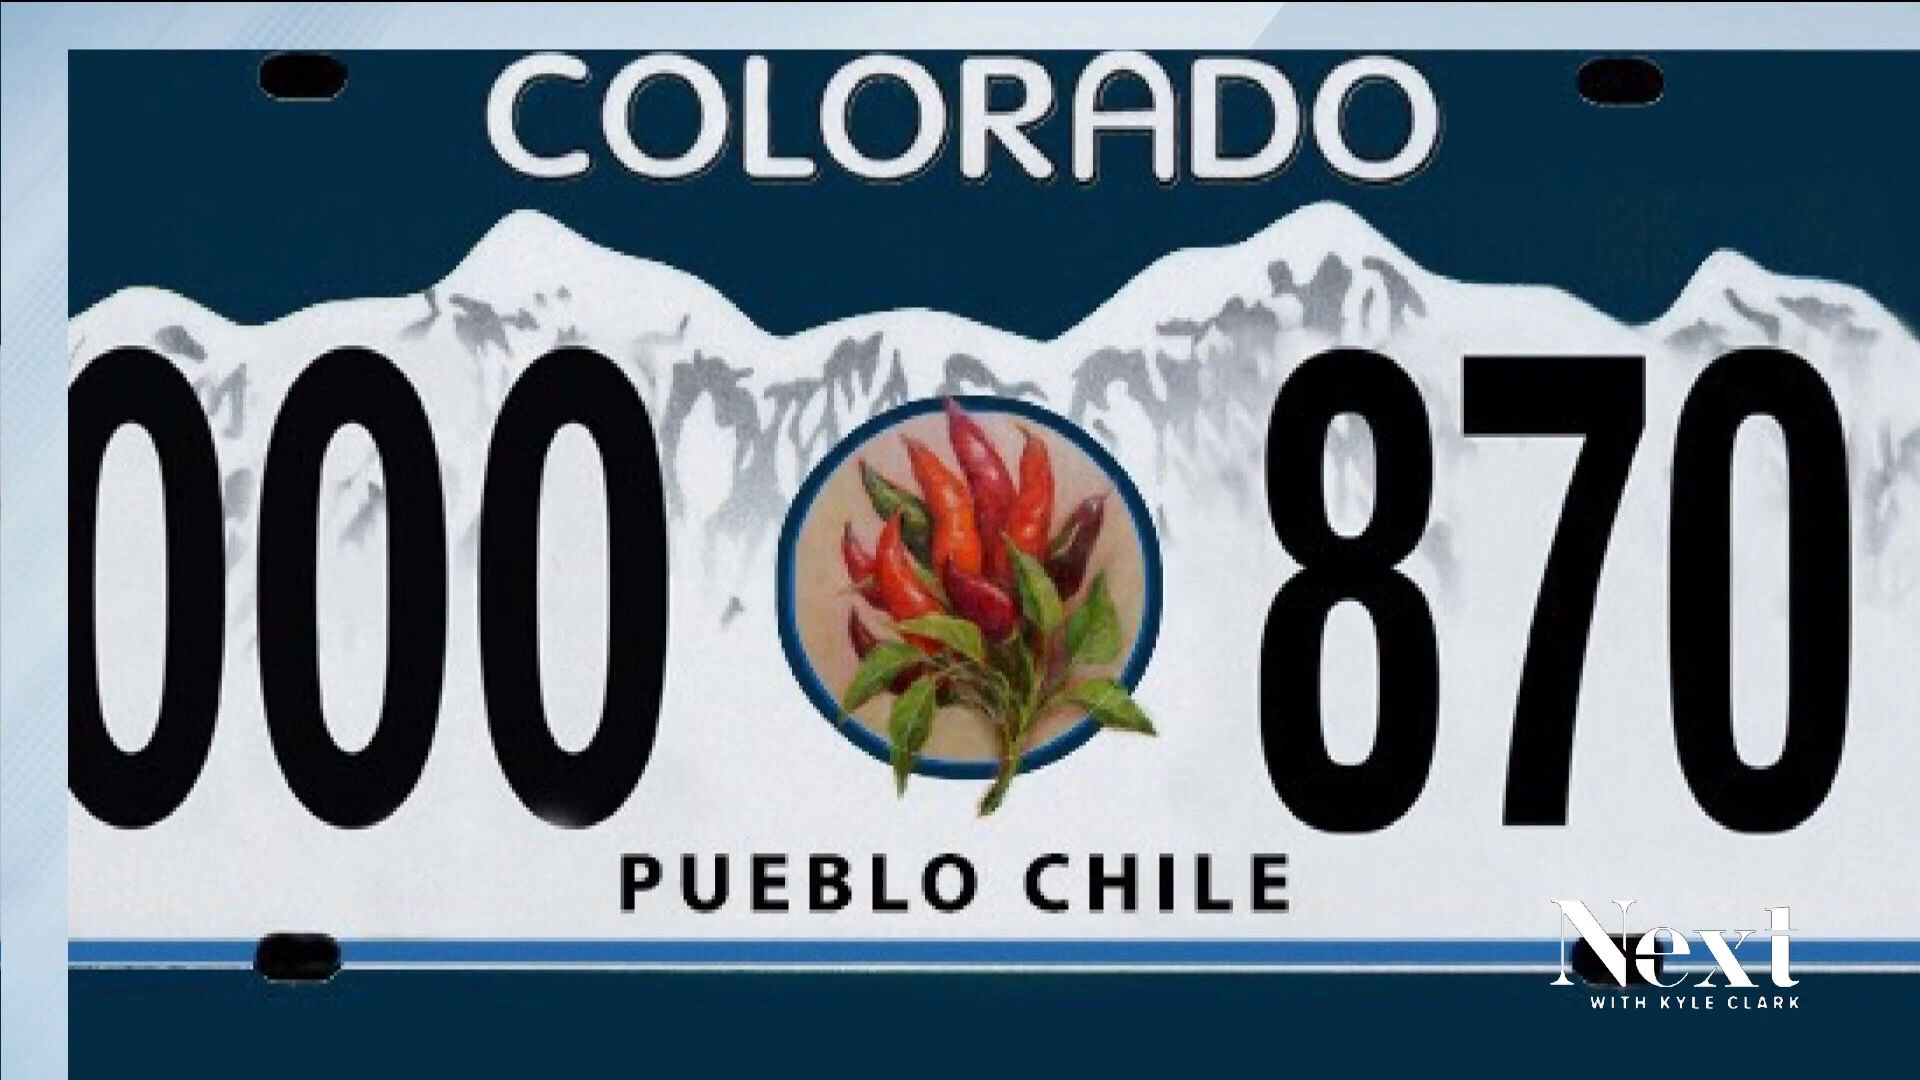 COLORADO
000 870
PUEBLO CHILE
Next
WITH KYLE CLARK